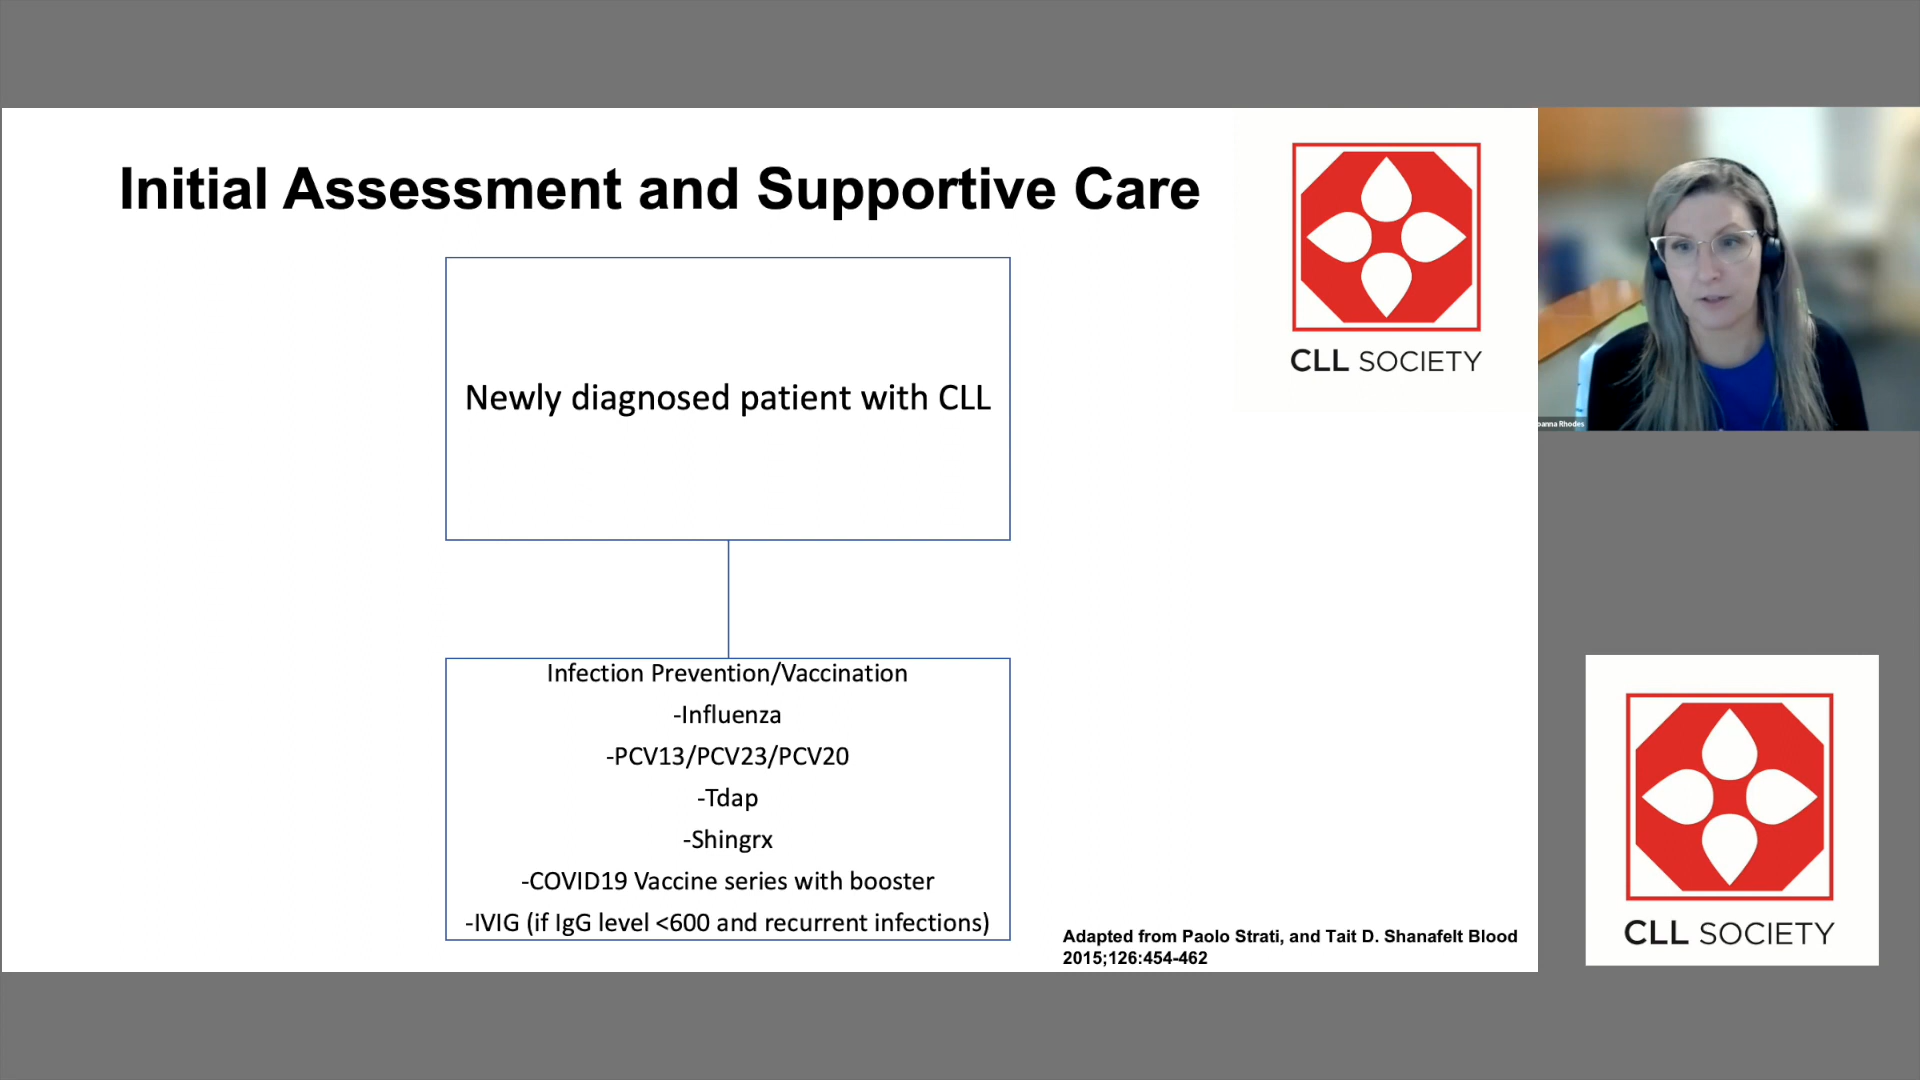 Initial Assessment and Supportive Care
CLL SOCIETY
Newly diagnosed patient with CLL
Infection Prevention/Vaccination
-Influenza
-PCV13/PCV23/PCV20
-Tdap
-Shingrx
-COVID19 Vaccine series with booster
-IVIG (if IgG level <600 and recurrent infections)
Adapted from Paolo Strati, and Tait D. Shanafelt Blood
2015;126:454-462
oanna Rhodes
CLL SOCIETY